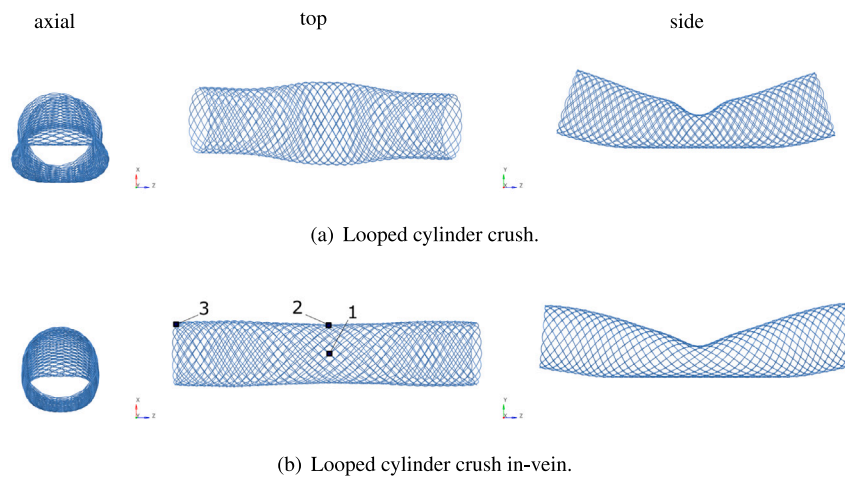 axial top side
(a) Looped cylinder crush.
3 2 1
(b) Looped cylinder crush in-vein.